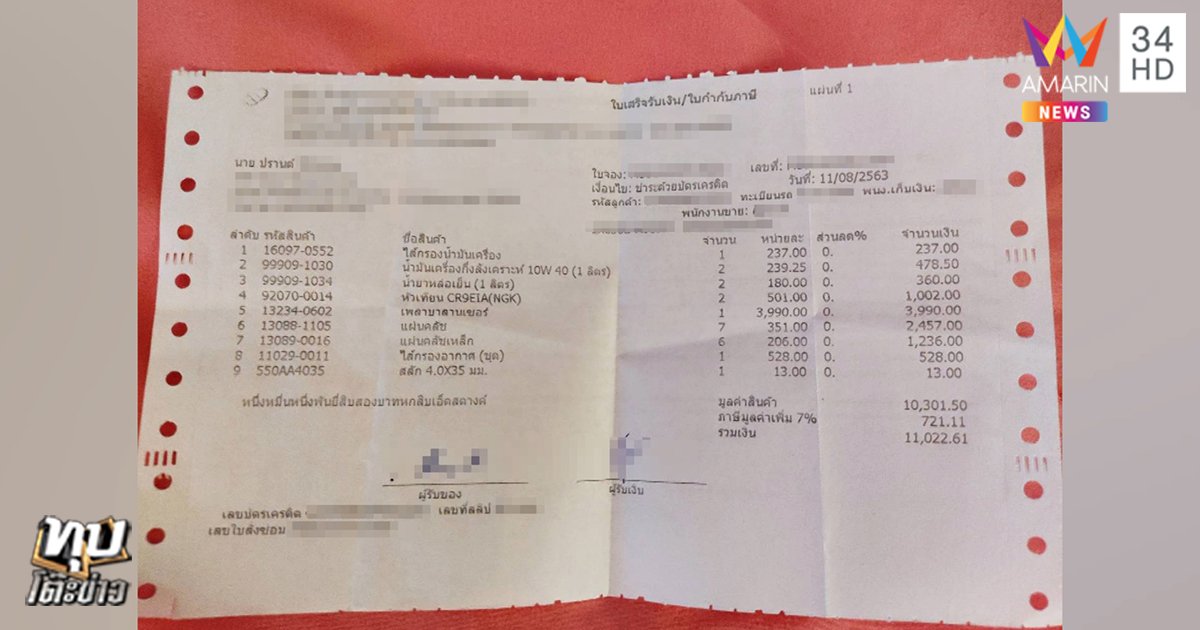 AMARIN
NEWS
34
HD
ใบเสร็จรับเงิน/ใบกำกับภาษี
แผ่นที่ 1
นาย ปรานต์
ใบจอง:
เลขที่:
เงื่อนไข: ชำระด้วยบัตรเครดิต
วันที่: 11/08/2563
รหัสลูกค้า:
ทะเบียนรถ
พนง.เก็บเงิน:
พนักงานขาย:
ลำดับ รหัสสินค้า ชื่อสินค้า จำนวน หน่วยละ ส่วนลด% จำนวนเงิน
1 16097-0552 ไส้กรองน้ำมันเครื่อง 1 237.00 0. 237.00
2 99909-1030 น้ำมันเครื่องกึ่งสังเคราะห์ 10W 40 (1 ลิตร) 2 239.25 0. 478.50
3 99909-1034 น้ำยาหล่อเย็น (1 ลิตร) 2 180.00 0. 360.00
4 92070-0014 หัวเทียน CR9EIA(NGK) 2 501.00 0. 1,002.00
5 13234-0602 เพลาบาลานเซอร์ 1 3,990.00 0. 3,990.00
6 13088-1105 แผ่นคลัช 7 351.00 0. 2,457.00
7 13089-0016 แผ่นคลัชเหล็ก 6 206.00 0. 1,236.00
8 11029-0011 ไส้กรองอากาศ (ชุด) 1 528.00 0. 528.00
9 550AA4035 สลัก 4.0X35 มม. 1 13.00 0. 13.00
หนึ่งหมื่นหนึ่งพันยี่สิบสองบาทหกสิบเอ็ดสตางค์
มูลค่าสินค้า 10,301.50
ภาษีมูลค่าเพิ่ม 7% 721.11
รวมเงิน 11,022.61
ผู้รับของ
ผู้รับเงิน
เลขบัตรเครดิต
เลขที่สลิป
เลขใบสั่งซ่อม
ทุบ
โต๊ะข่าว